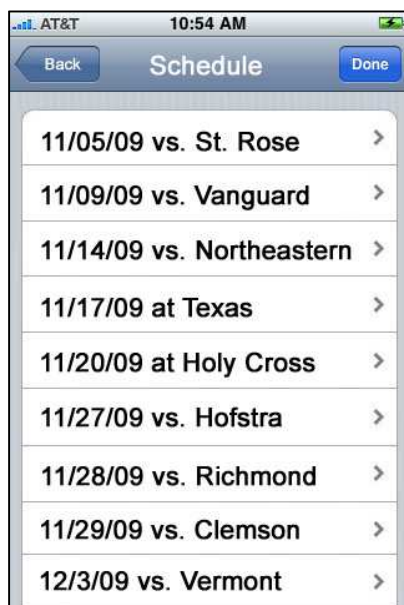 AT&T 10:54 AM
Back Schedule Done
11/05/09 vs. St. Rose
11/09/09 vs. Vanguard
11/14/09 vs. Northeastern
11/17/09 at Texas
11/20/09 at Holy Cross
11/27/09 vs. Hofstra
11/28/09 vs. Richmond
11/29/09 vs. Clemson
12/3/09 vs. Vermont